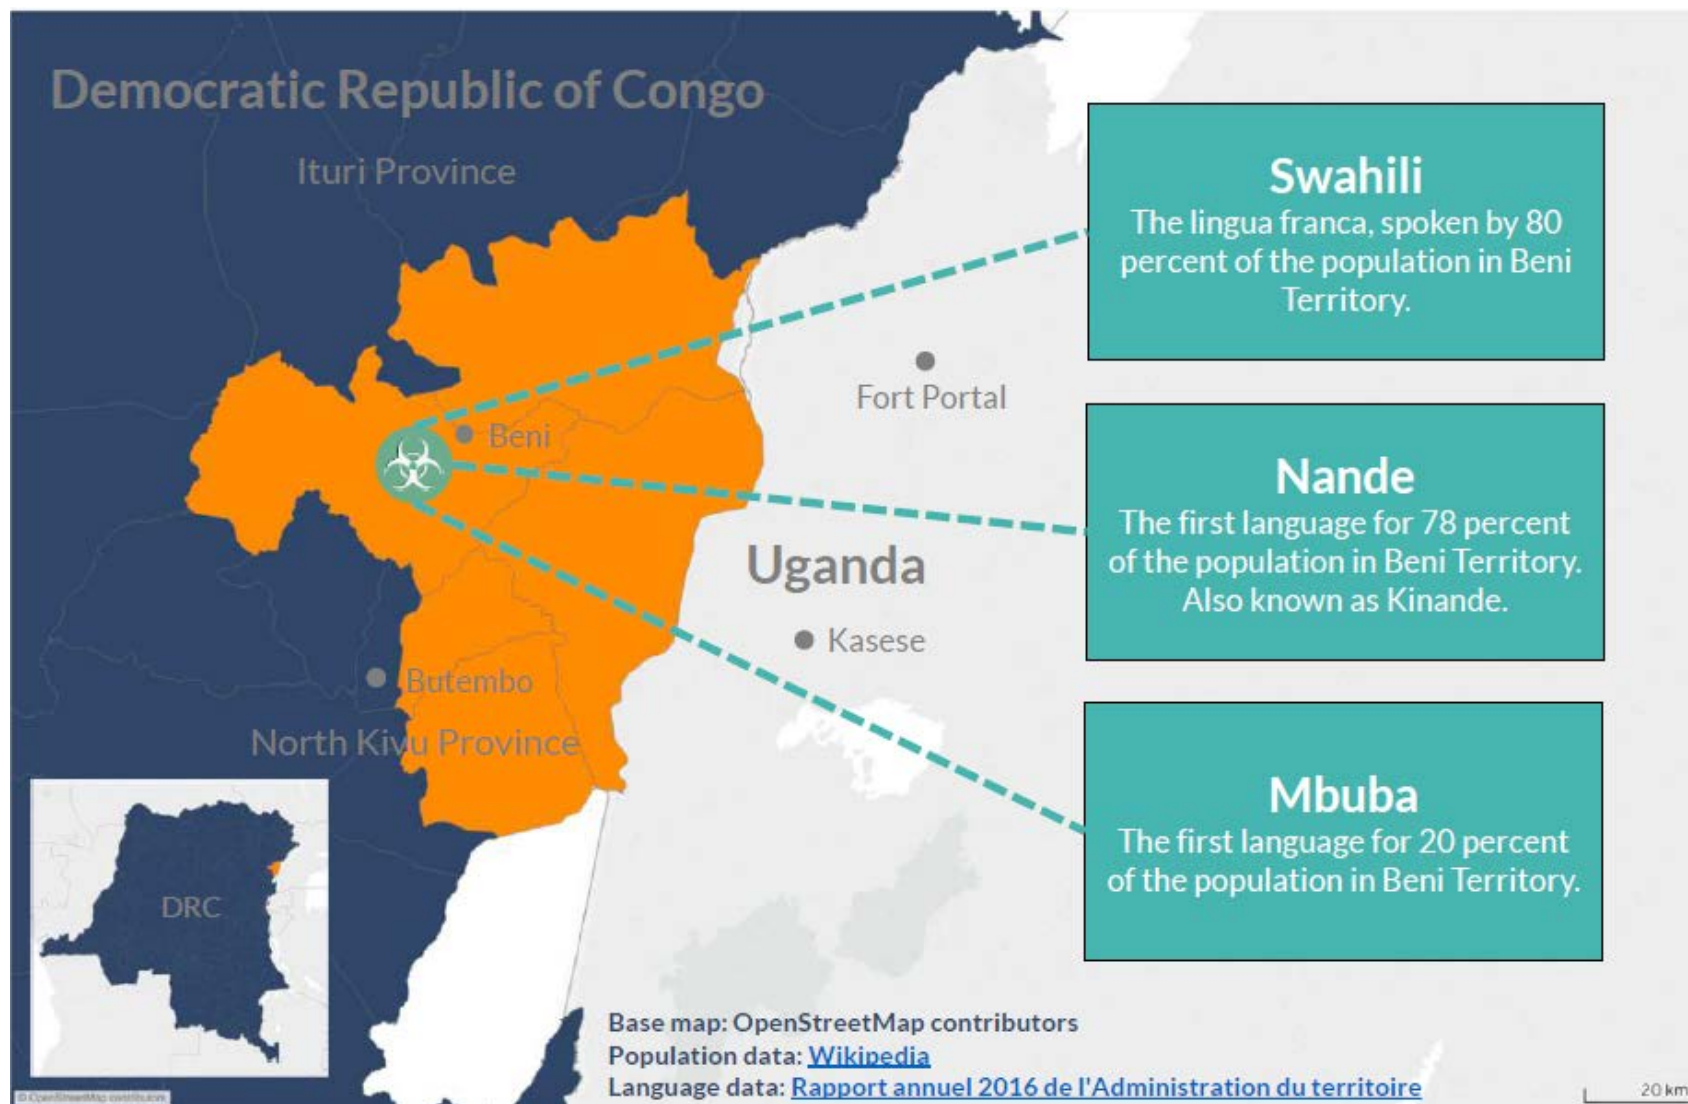 Democratic Republic of Congo
Ituri Province
Swahili
The lingua franca, spoken by 80
percent of the population in Beni
Territory.
Fort Portal
Beni
Nande
The first language for 78 percent
of the population in Beni Territory.
Also known as Kinande.
Uganda
Kasese
Butembo
North Kivu Province
Mbuba
The first language for 20 percent
of the population in Beni Territory.
DRC
Base map: OpenStreetMap contributors
Population data: Wikipedia
Language data: Rapport annuel 2016 de l'Administration du territoire
20 km
© OpenStreetMap contributors